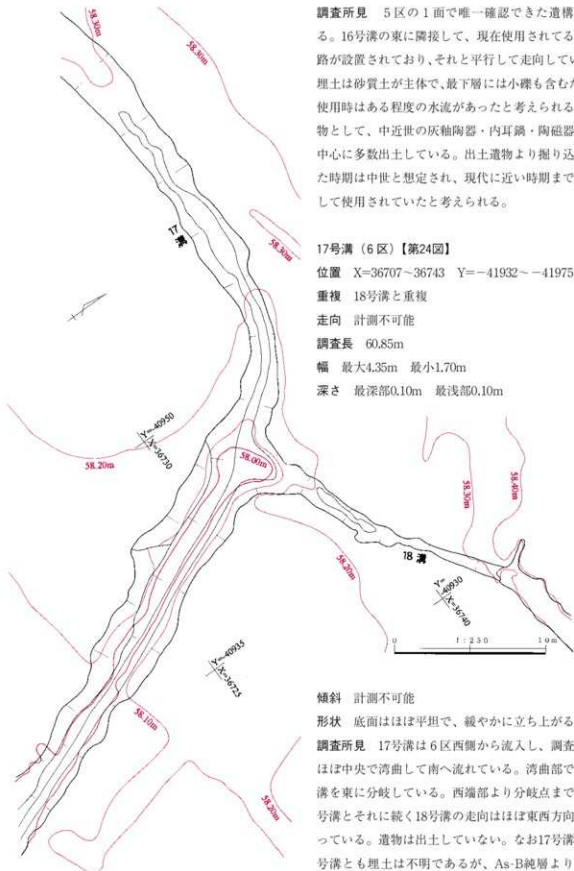 調査所見　5区の1面で唯一確認できた遺構
る。16号溝の東に隣接して、現在使用されてる
路が設置されており、それと平行して走向してい
埋土は砂質土が主体で、最下層には小礫も含むた
使用時はある程度の水流があったと考えられる
物として、中近世の灰釉陶器・内耳鍋・陶磁器
中心に多数出土している。出土遺物より掘り込
た時期は中世と想定され、現代に近い時期まで
して使用されていたと考えられる。
17号溝（6区）【第24図】
位置　X=36707～36743　Y=-41932～-41975
重複　18号溝と重複
走向　計測不可能
調査長　60.85m
幅　最大4.35m　最小1.70m
深さ　最深部0.10m　最浅部0.10m
58.30m
58.30m
17溝
58.30m
Y=-40950
X=36730
58.20m
58.00m
58.30m
58.40m
18溝
58.20m
Y=-40930
X=36740
0　1:250　10m
Y=-40935
X=36725
58.10m
58.20m
傾斜　計測不可能
形状　底面はほぼ平坦で、緩やかに立ち上がる
調査所見　17号溝は6区西側から流入し、調査
ほぼ中央で湾曲して南へ流れている。湾曲部で
溝を東に分岐している。西端部より分岐点まで
号溝とそれに続く18号溝の走向はほぼ東西方向
っている。遺物は出土していない。なお17号溝
号溝とも埋土は不明であるが、As-B純層より